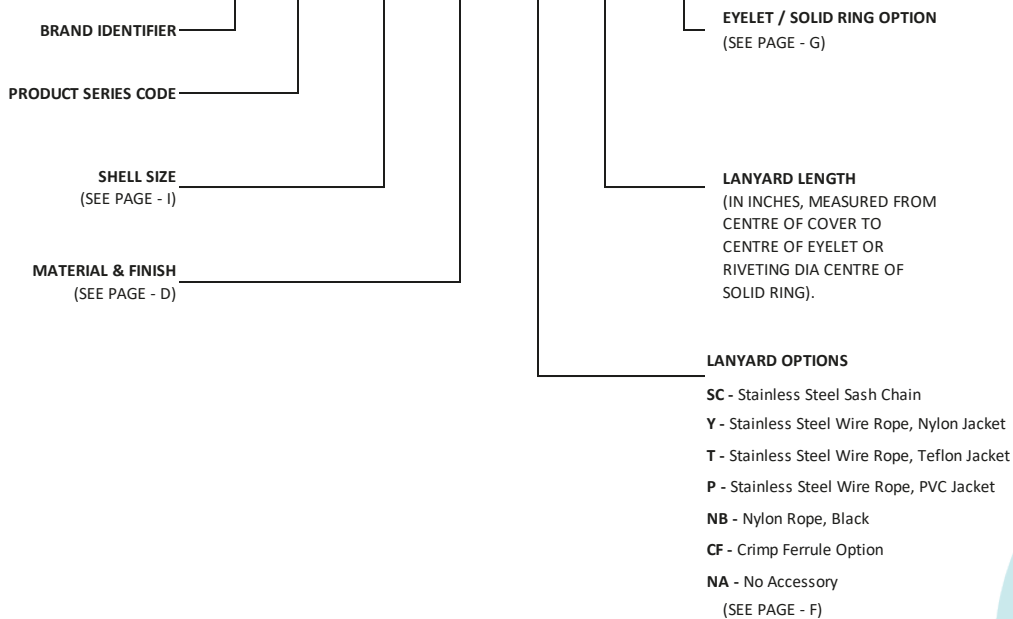 BRAND IDENTIFIER
PRODUCT SERIES CODE
SHELL SIZE
(SEE PAGE - I)
MATERIAL & FINISH
(SEE PAGE - D)
EYELET / SOLID RING OPTION
(SEE PAGE - G)
LANYARD LENGTH
(IN INCHES, MEASURED FROM
CENTRE OF COVER TO
CENTRE OF EYELET OR
RIVETING DIA CENTRE OF
SOLID RING).
LANYARD OPTIONS
SC - Stainless Steel Sash Chain
Y - Stainless Steel Wire Rope, Nylon Jacket
T - Stainless Steel Wire Rope, Teflon Jacket
P - Stainless Steel Wire Rope, PVC Jacket
NB - Nylon Rope, Black
CF - Crimp Ferrule Option
NA - No Accessory
(SEE PAGE - F)